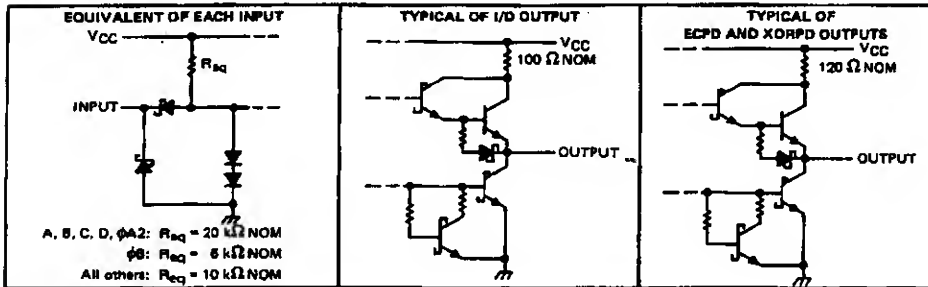 EQUIVALENT OF EACH INPUT
VCC
Req
INPUT
A, B, C, D, φA2: Req = 20 kΩ NOM
φB: Req = 5 kΩ NOM
All others: Req = 10 kΩ NOM
TYPICAL OF I/D OUTPUT
VCC
100 Ω NOM
OUTPUT
TYPICAL OF
ECPD AND XORPD OUTPUTS
VCC
120 Ω NOM
OUTPUT